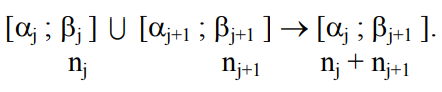 [αⱼ ; βⱼ] ∪ [αⱼ₊₁ ; βⱼ₊₁ ] → [αⱼ ; βⱼ₊₁ ].
nⱼ nⱼ₊₁ nⱼ + nⱼ₊₁